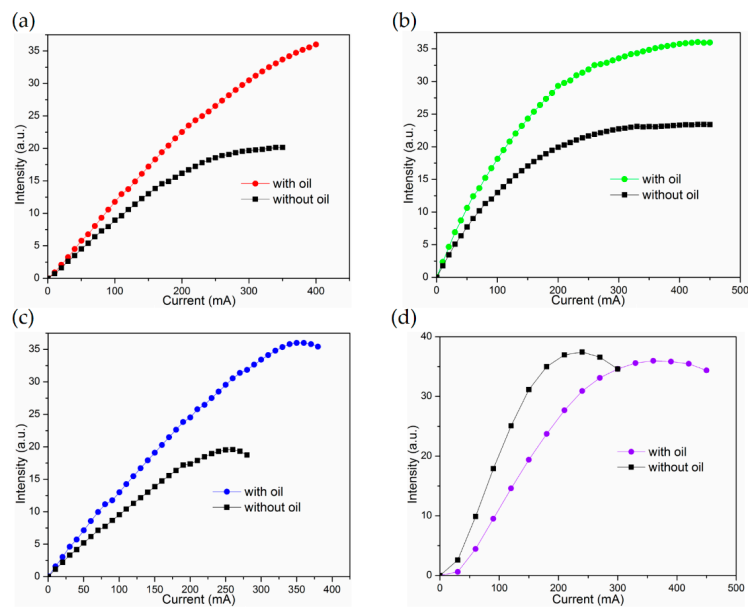 (a)
Intensity (a.u.)
35
30
25
20
15
10
5
0
with oil
without oil
0 100 200 300 400
Current (mA)
(b)
Intensity (a.u.)
35
30
25
20
15
10
5
0
with oil
without oil
0 100 200 300 400 500
Current (mA)
(c)
Intensity (a.u.)
35
30
25
20
15
10
5
0
with oil
without oil
0 50 100 150 200 250 300 350 400
Current (mA)
(d)
Intensity (a.u.)
40
30
20
10
0
with oil
without oil
0 100 200 300 400 500
Current (mA)